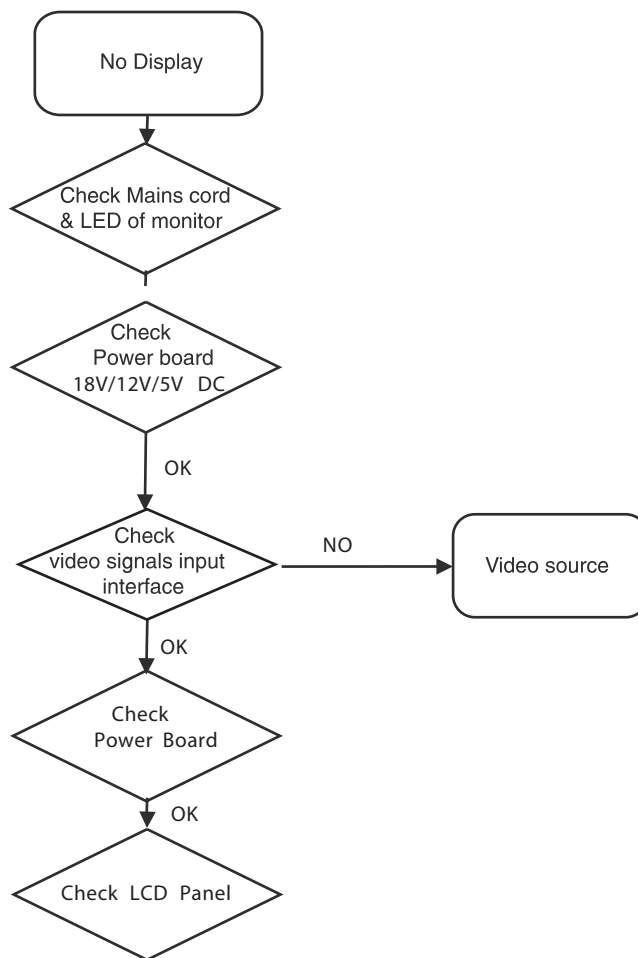 No Display
Check Mains cord
& LED of monitor
Check
Power board
18V/12V/5V DC
OK
Check
video signals input
interface
NO
Video source
OK
Check
Power Board
OK
Check LCD Panel